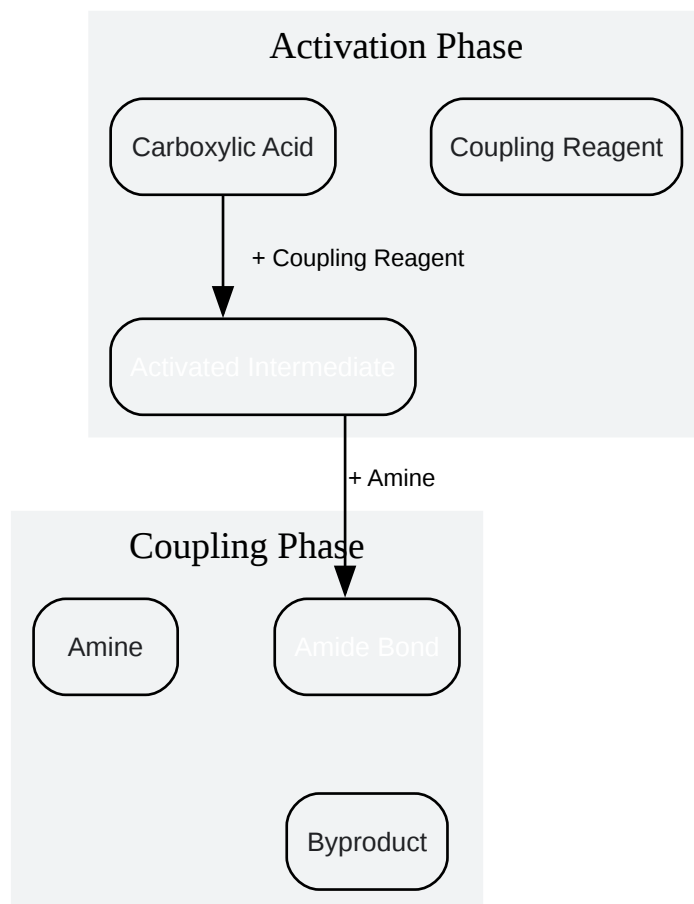 Activation Phase
Carboxylic Acid
Coupling Reagent
+ Coupling Reagent
Activated Intermediate
+ Amine
Coupling Phase
Amine
Amide Bond
Byproduct